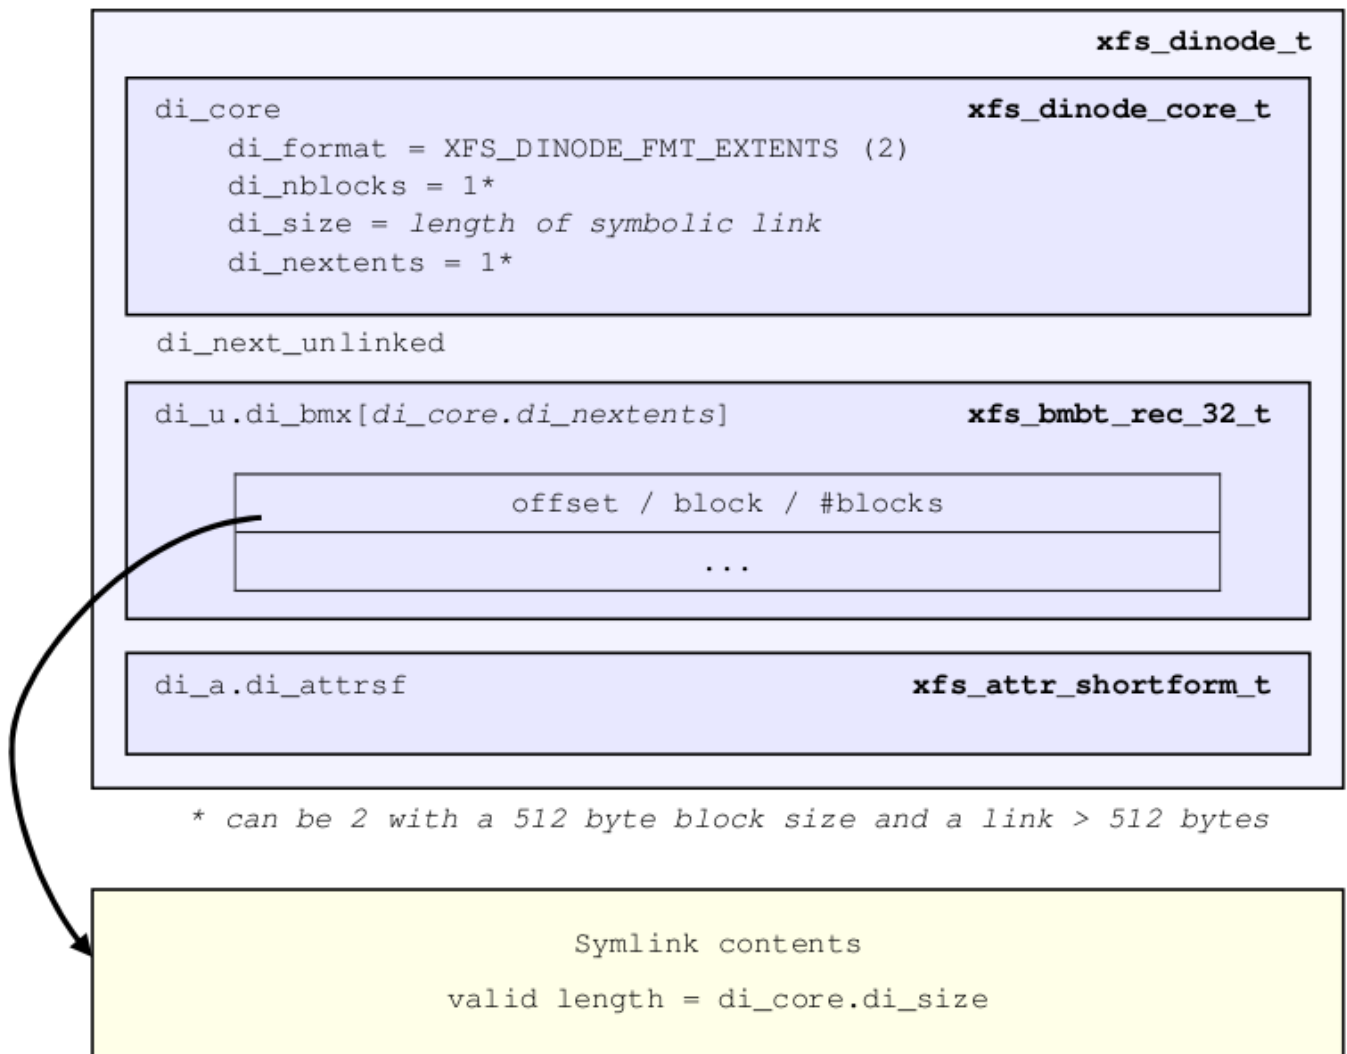 xfs_dinode_t
di_core xfs_dinode_core_t
di_format = XFS_DINODE_FMT_EXTENTS (2)
di_nblocks = 1*
di_size = length of symbolic link
di_nextents = 1*
di_next_unlinked
di_u.di_bmx[di_core.di_nextents] xfs_bmbt_rec_32_t
offset / block / #blocks
...
di_a.di_attrsf xfs_attr_shortform_t
* can be 2 with a 512 byte block size and a link > 512 bytes
Symlink contents
valid length = di_core.di_size